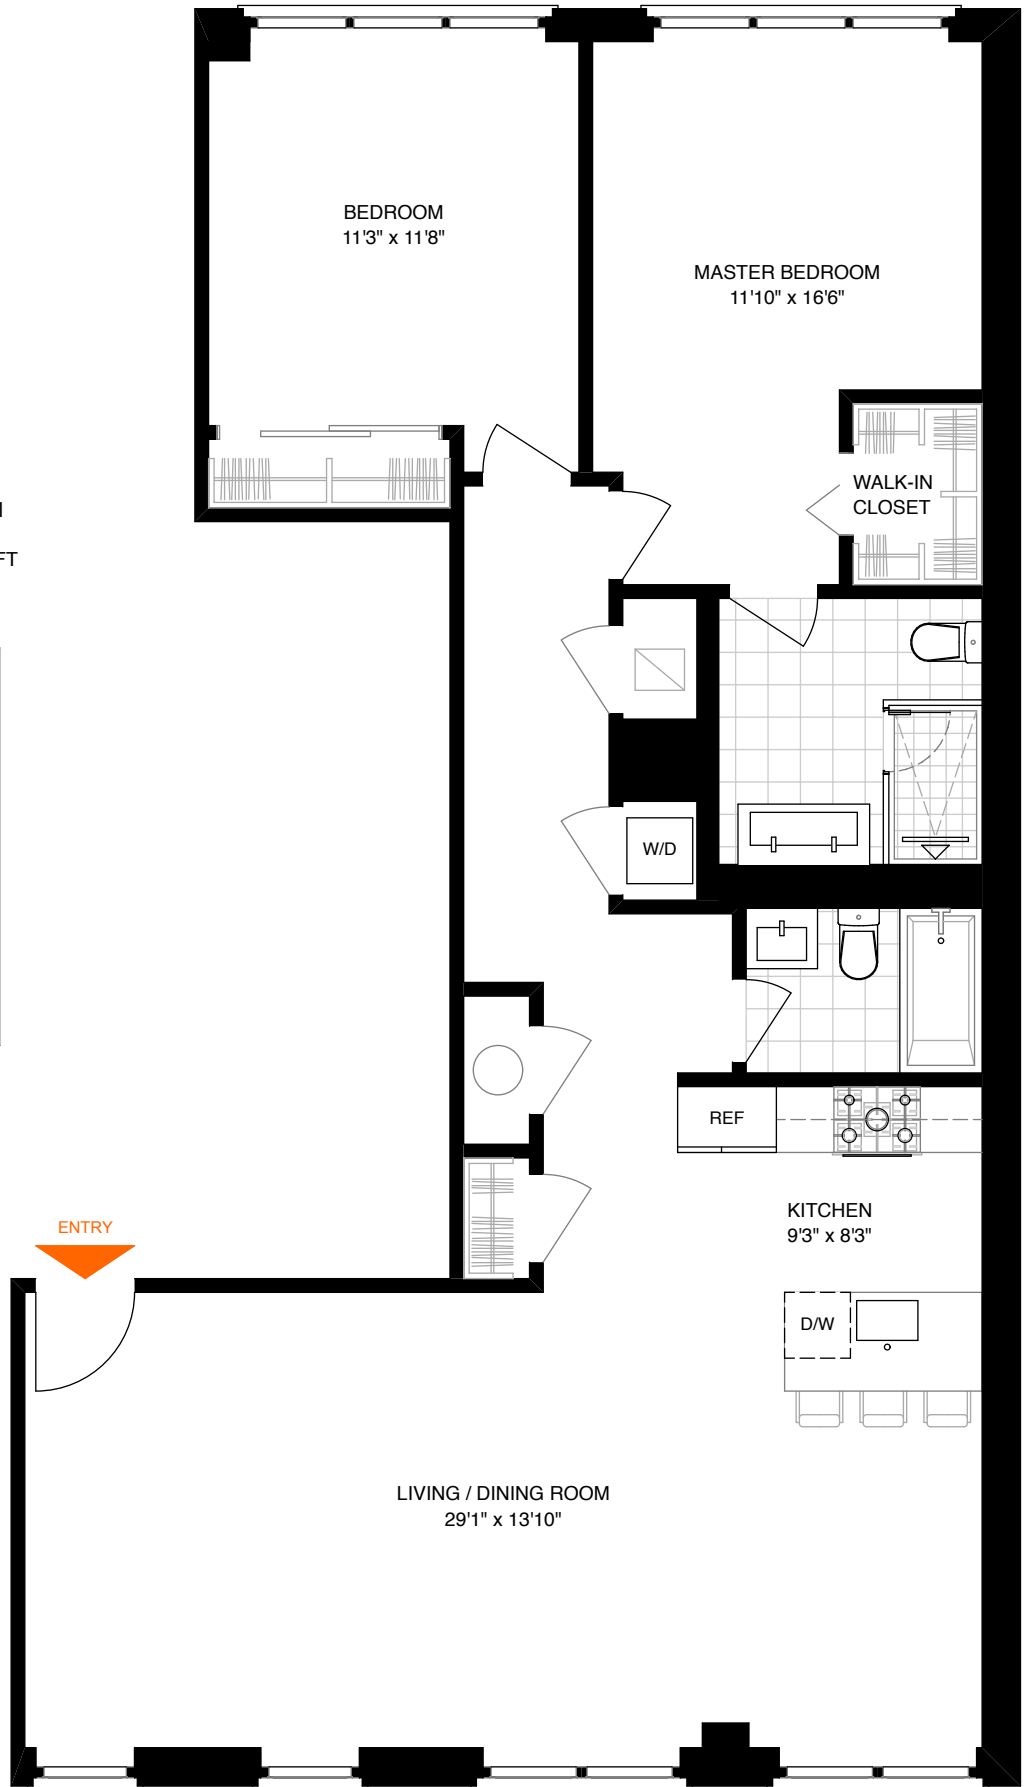 BEDROOM
11'3" x 11'8"
MASTER BEDROOM
11'10" x 16'6"
WALK-IN
CLOSET
FT
W/D
REF
KITCHEN
9'3" x 8'3"
ENTRY
D/W
LIVING / DINING ROOM
29'1" x 13'10"